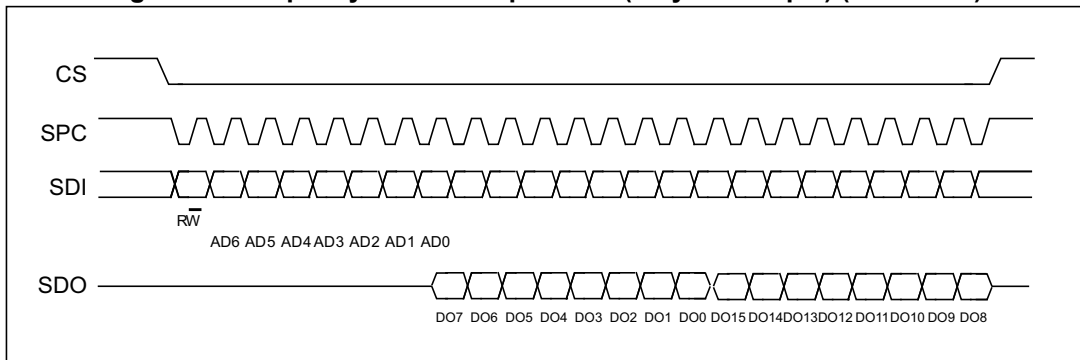 CS
SPC
SDI
RW
AD6 AD5 AD4 AD3 AD2 AD1 AD0
SDO
DO7 DO6 DO5 DO4 DO3 DO2 DO1 DO0 DO15 DO14 DO13 DO12 DO11 DO10 DO9 DO8